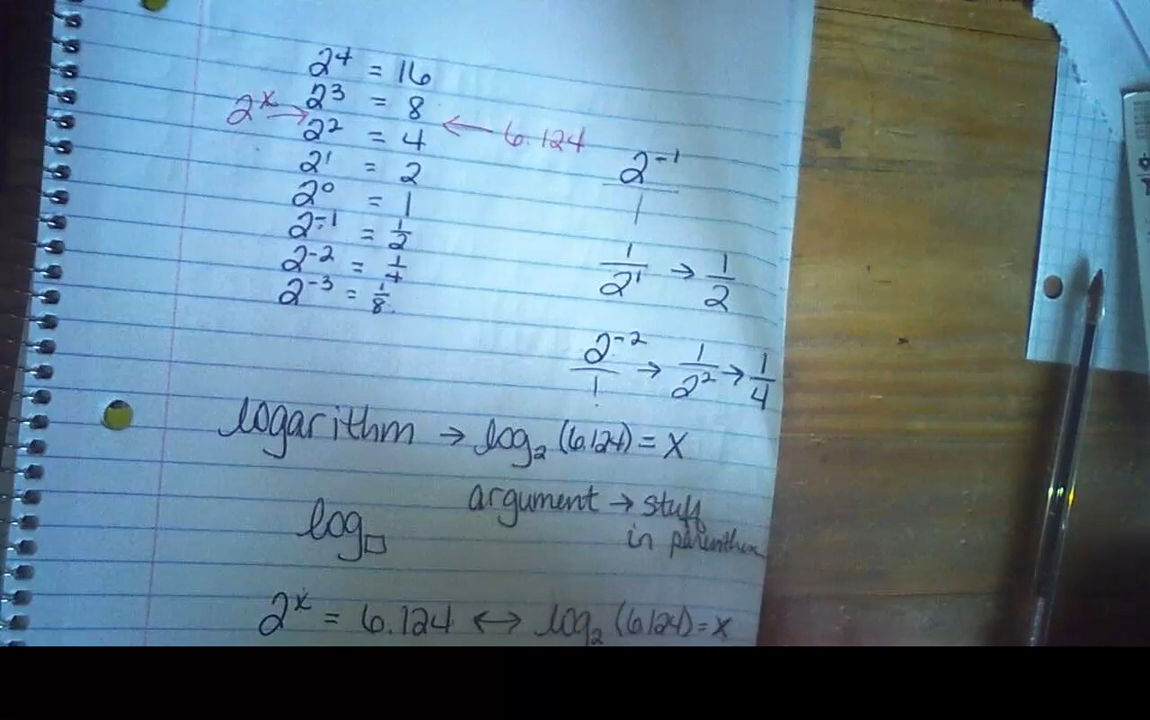 2⁴ = 16
2³ = 8
2ˣ → ← 6.124
2² = 4
2¹ = 2
2⁰ = 1
2⁻¹ = 1/2
2⁻² = 1/4
2⁻³ = 1/8
2⁻¹/1
1/2¹ → 1/2
2⁻²/1 → 1/2² → 1/4
logarithm → log₂(6.124) = x
argument → stuff
in parenthes
log□
2ˣ = 6.124 ↔ log₂(6.124) = x